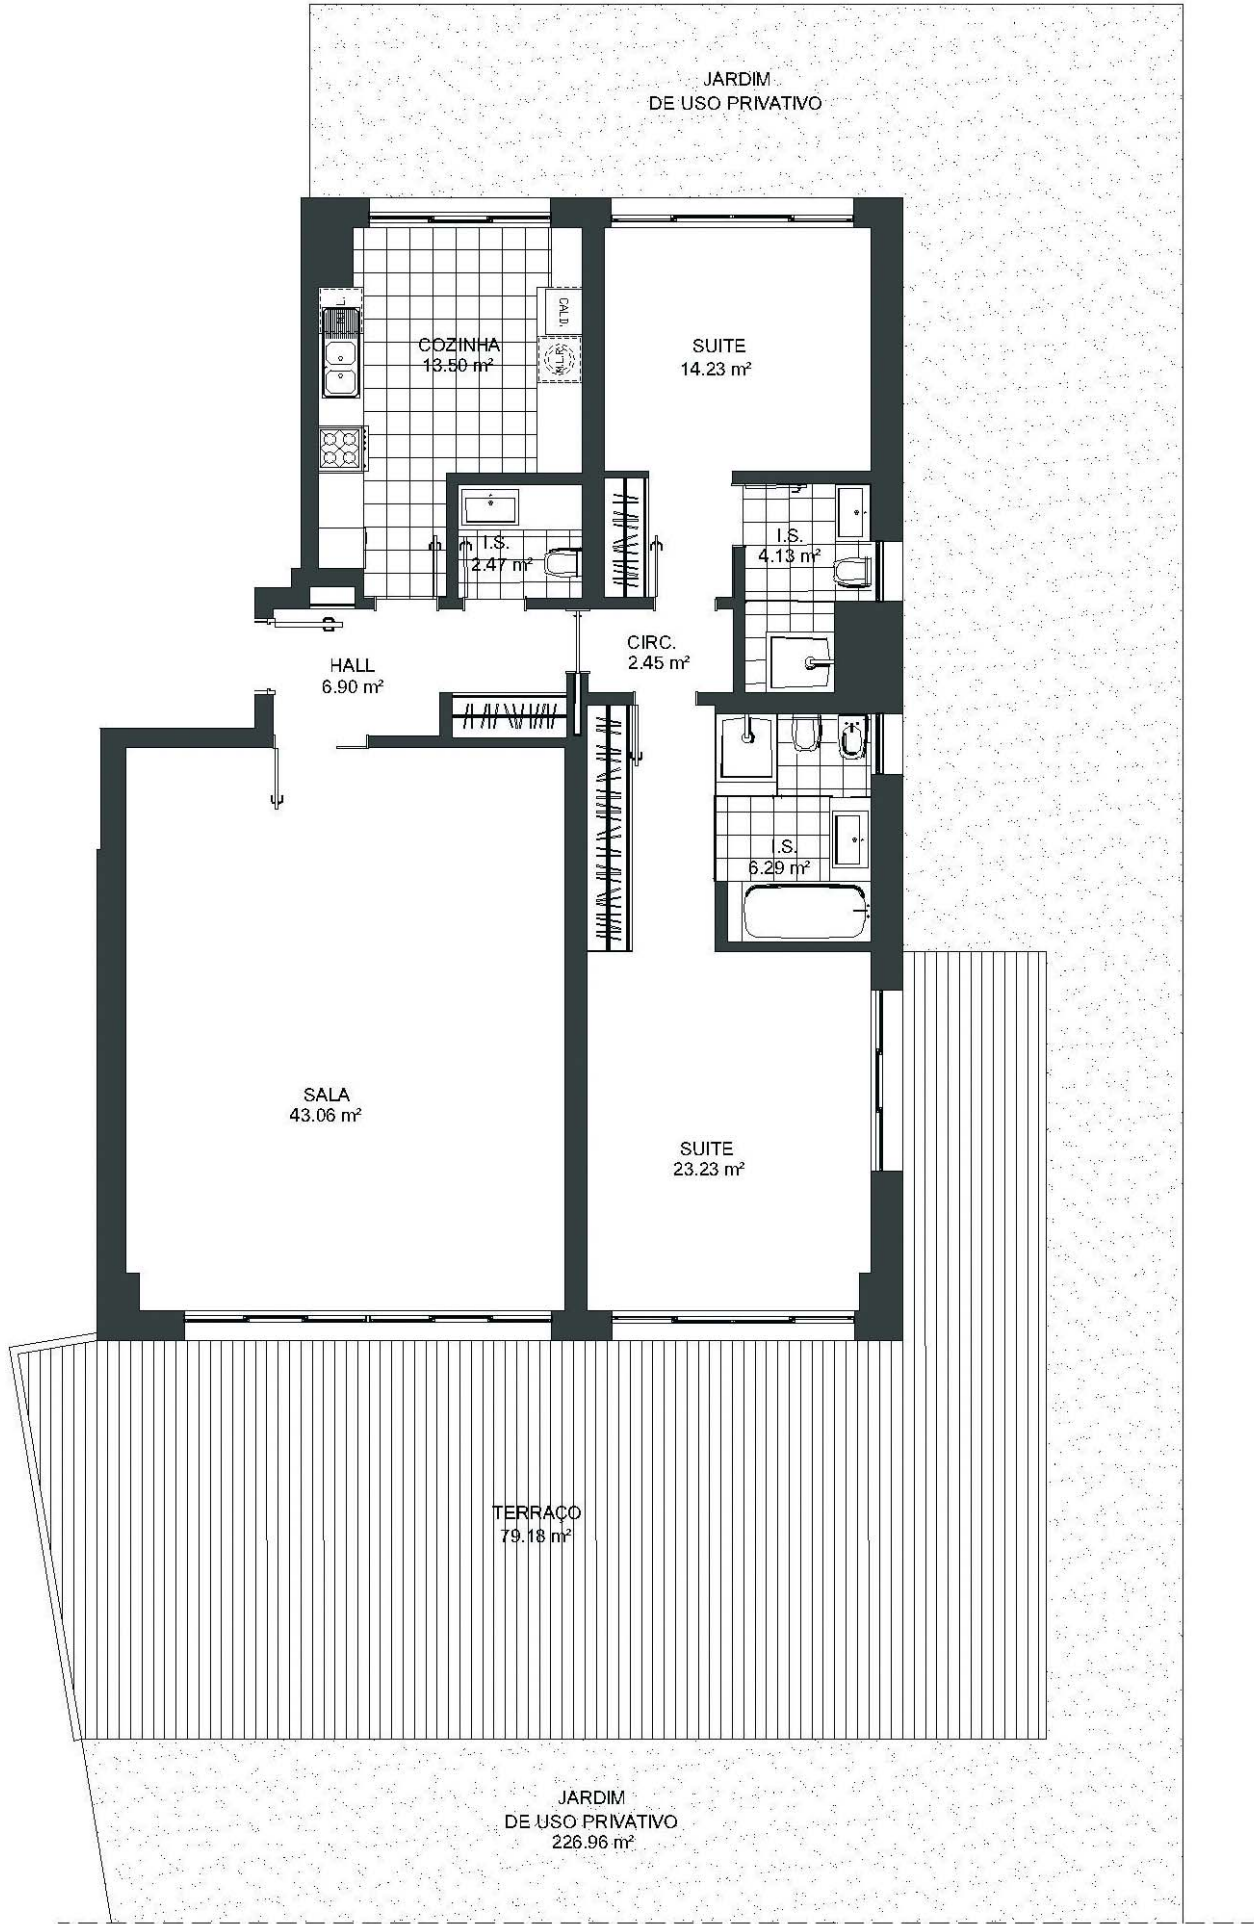 JARDIM
DE USO PRIVATIVO
COZINHA
13.50 m²
CALD.
M.L.R.
SUITE
14.23 m²
I.S.
2.47 m²
I.S.
4.13 m²
HALL
6.90 m²
CIRC.
2.45 m²
I.S.
6.29 m²
SALA
43.06 m²
SUITE
23.23 m²
TERRAÇO
79.18 m²
JARDIM
DE USO PRIVATIVO
226.96 m²